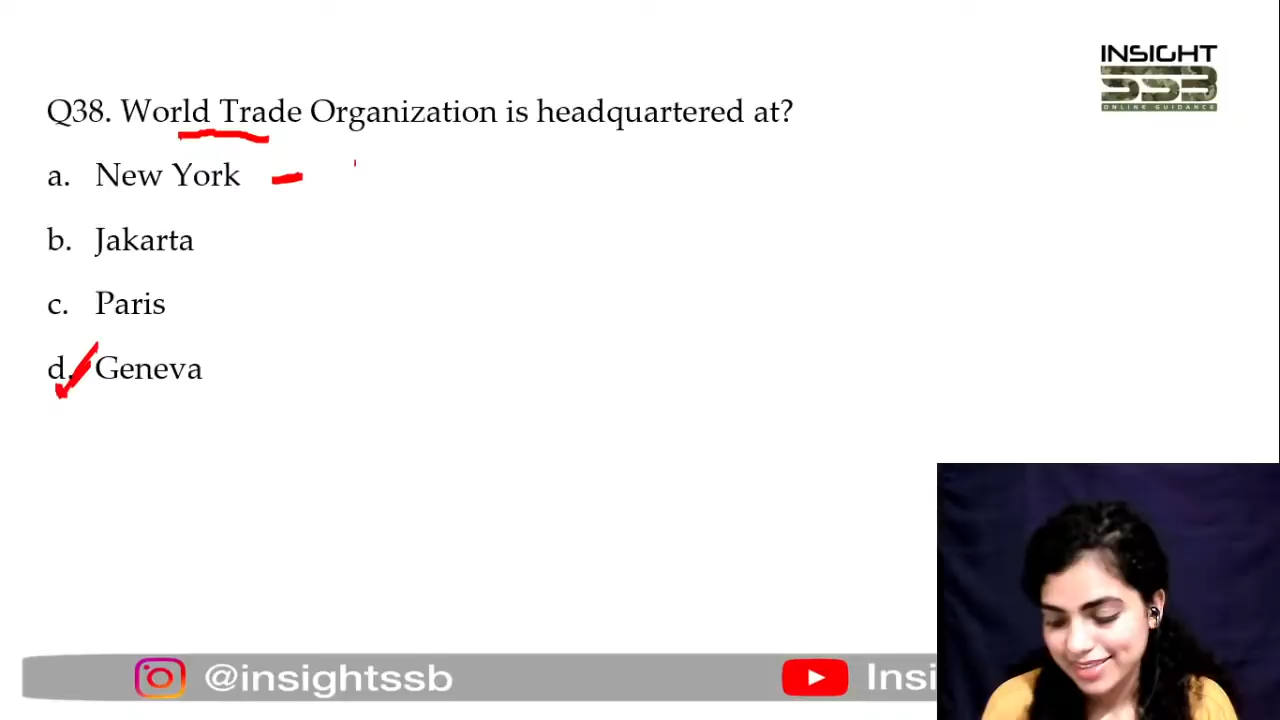 INSIGHT
SSB
ONLINE GUIDANCE
Q38. World Trade Organization is headquartered at?
a. New York
b. Jakarta
c. Paris
d. Geneva
@insightssb
Insi